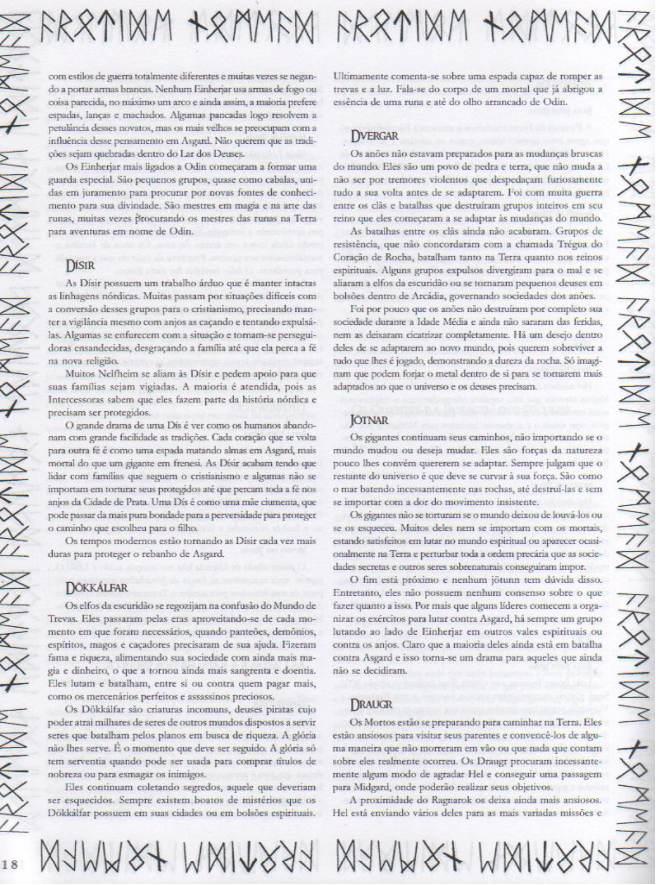 com estilos de guerra totalmente diferentes e muitas vezes se negan-
do a portar armas brancas. Nenhum Einherjar usa armas de fogo ou
coisa parecida, no máximo um arco e ainda assim, a maioria prefere
espadas, lanças e machados. Algumas pancadas logo resolvem a
petulância desses novatos, mas os mais velhos se preocupam com a
influência desse pensamento em Asgard. Não querem que as tradi-
ções sejam quebradas dentro do Lar dos Deuses.
Os Einherjar mais ligados a Odin começaram a formar uma
guarda especial. São pequenos grupos, quase como cabalas, uni-
das em juramento para procurar por novas fontes de conheci-
mento para sua divindade. São mestres em magia e na arte das
runas, muitas vezes procurando os mestres das runas na Terra
para aventuras em nome de Odin.
DÍSIR
As Dísir possuem um trabalho árduo que é manter intactas
as linhagens nórdicas. Muitas passam por situações difíceis com
a conversão desses grupos para o cristianismo, precisando man-
ter a vigilância mesmo com anjos as caçando e tentando expulsá-
las. Algumas se enfurecem com a situação e tornam-se persegui-
doras ensandecidas, desgraçando a família até que ela perca a fé
na nova religião.
Muitos Nelfheim se aliam às Dísir e pedem apoio para que
suas famílias sejam vigiadas. A maioria é atendida, pois as
Intercessoras sabem que eles fazem parte da história nórdica e
precisam ser protegidos.
O grande drama de uma Dís é ver como os humanos abando-
nam com grande facilidade as tradições. Cada coração que se volta
para outra fé é como uma espada matando almas em Asgard, mais
mortal do que um gigante em frenesi. As Dísir acabam tendo que
lidar com famílias que seguem o cristianismo e algumas não se
importam em torturar seus protegidos até que percam toda a fé nos
anjos da Cidade de Prata. Uma Dís é como uma mãe ciumenta, que
pode passar da mais pura bondade para a perversidade para proteger
o caminho que escolheu para o filho.
Os tempos modernos estão tornando as Dísir cada vez mais
duras para proteger o rebanho de Asgard.
DÖKKÁLFAR
Os elfos da escuridão se regozijam na confusão do Mundo de
Trevas. Eles passaram pelas eras aproveitando-se de cada mo-
mento em que foram necessários, quando panteões, demônios,
espíritos, magos e caçadores precisaram de sua ajuda. Fizeram
fama e riqueza, alimentando sua sociedade com ainda mais ma-
gia e dinheiro, o que a tornou ainda mais sangrenta e doentia.
Eles lutam e batalham, entre si ou contra quem pagar mais,
como os mercenários perfeitos e assassinos preciosos.
Os Dökkálfar são criaturas incomuns, deuses piratas cujo
poder atrai milhares de seres de outros mundos dispostos a servir
seres que batalham pelos planos em busca de riqueza. A glória
não lhes serve. É o momento que deve ser seguido. A glória só
tem serventia quando pode ser usada para comprar títulos de
nobreza ou para esmagar os inimigos.
Eles continuam coletando segredos, aquele que deveriam
ser esquecidos. Sempre existem boatos de mistérios que os
Dökkálfar possuem em suas cidades ou em bolsões espirituais.
Ultimamente comenta-se sobre uma espada capaz de romper as
trevas e a luz. Fala-se do corpo de um mortal que já abrigou a
essência de uma runa e até do olho arrancado de Odin.
DVERGAR
Os anões não estavam preparados para as mudanças bruscas
do mundo. Eles são um povo de pedra e terra, que não muda a
não ser por tremores violentos que despedaçam furiosamente
tudo a sua volta antes de se adaptarem. Foi com muita guerra
entre os clãs e batalhas que destruíram grupos inteiros em seu
reino que eles começaram a se adaptar às mudanças do mundo.
As batalhas entre os clãs ainda não acabaram. Grupos de
resistência, que não concordaram com a chamada Trégua do
Coração de Rocha, batalham tanto na Terra quanto nos reinos
espirituais. Alguns grupos expulsos divergiram para o mal e se
aliaram a elfos da escuridão ou se tornaram pequenos deuses em
bolsões dentro de Arcádia, governando sociedades dos anões.
Foi por pouco que os anões não destruíram por completo sua
sociedade durante a Idade Média e ainda não sararam das feridas,
nem as deixaram cicatrizar completamente. Há um desejo dentro
deles de se adaptarem ao novo mundo, pois querem sobreviver a
tudo que lhes é jogado, demonstrando a dureza da rocha. Só imagi-
nam que podem forjar o metal dentro de si para se tornarem mais
adaptados ao que o universo e os deuses precisam.
JÖTNAR
Os gigantes continuam seus caminhos, não importando se o
mundo mudou ou deseja mudar. Eles são forças da natureza
pouco lhes convém quererem se adaptar. Sempre julgam que o
restante do universo é que deve se curvar à sua força. São como
o mar batendo incessantemente nas rochas, até destruí-las e sem
se importar com a dor do movimento insistente.
Os gigantes não se torturam se o mundo deixou de louvá-los ou
se os esqueceu. Muitos deles nem se importam com os mortais,
estando satisfeitos em lutar no mundo espiritual ou aparecer ocasi-
onalmente na Terra e perturbar toda a ordem precária que as socie-
dades secretas e outros seres sobrenaturais conseguiram impor.
O fim está próximo e nenhum jötunn tem dúvida disso.
Entretanto, eles não possuem nenhum consenso sobre o que
fazer quanto a isso. Por mais que alguns líderes comecem a orga-
nizar os exércitos para lutar contra Asgard, há sempre um grupo
lutando ao lado de Einherjar em outros vales espirituais ou
contra os anjos. Claro que a maioria deles ainda está em batalha
contra Asgard e isso torna-se um drama para aqueles que ainda
não se decidiram.
DRAUGR
Os Mortos estão se preparando para caminhar na Terra. Eles
estão ansiosos para visitar seus parentes e convencê-los de algu-
ma maneira que não morreram em vão ou que nada que contam
sobre eles realmente ocorreu. Os Draugr procuram incessante-
mente algum modo de agradar Hel e conseguir uma passagem
para Midgard, onde poderão realizar seus objetivos.
A proximidade do Ragnarok os deixa ainda mais ansiosos.
Hel está enviando vários deles para as mais variadas missões e
18